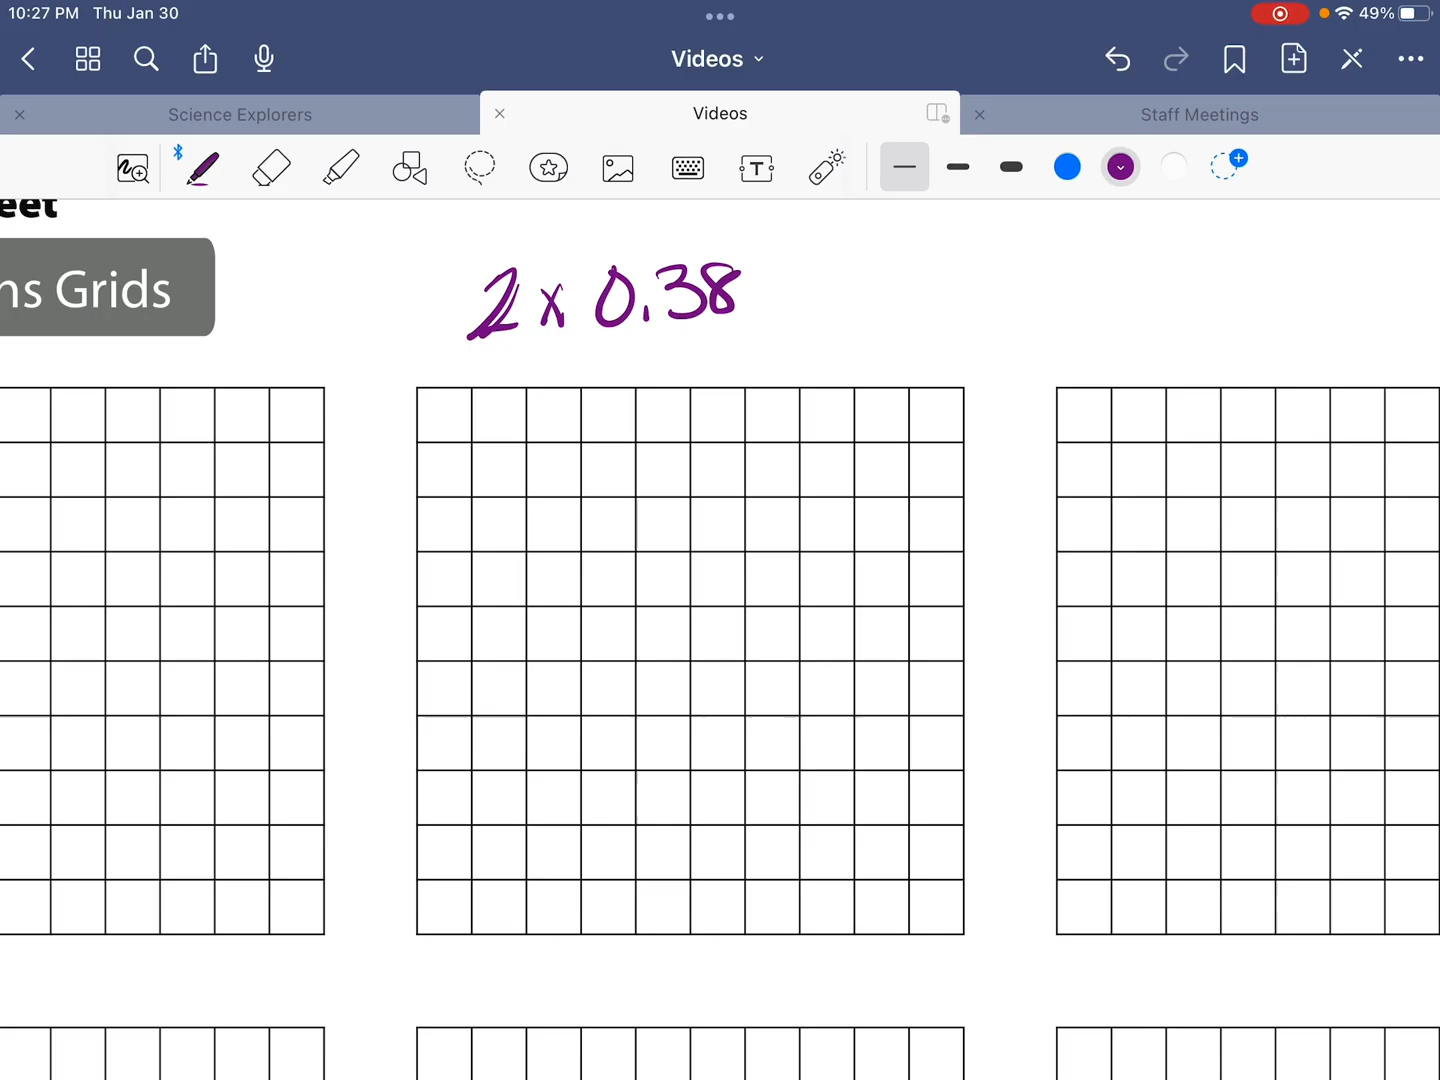 10:27 PM Thu Jan 30
49%
Videos
Science Explorers
Videos
Staff Meetings
T
eet
ns Grids
2 x 0.38